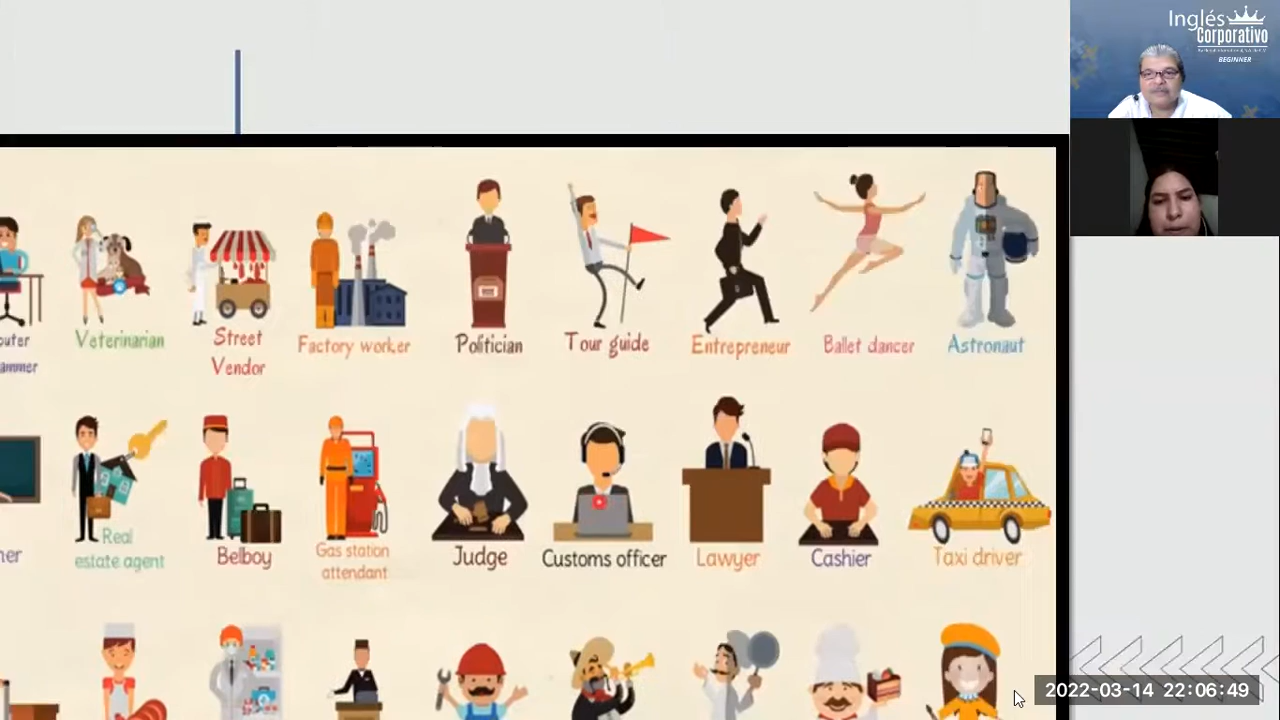 Inglés
Corporativo
BEGINNER
Veterinarian
Street
Vendor
Factory worker
Politician
Tour guide
Entrepreneur
Ballet dancer
Astronaut
Real
estate agent
Belboy
Gas station
attendant
Judge
Customs officer
Lawyer
Cashier
Taxi driver
2022-03-14 22:06:49